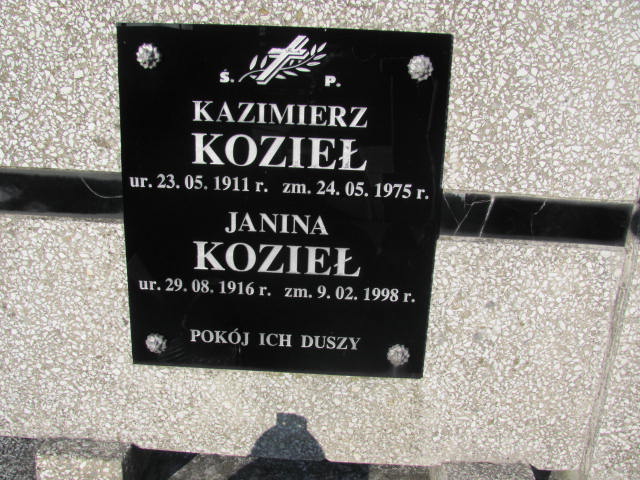 Ś. P.
KAZIMIERZ
KOZIEŁ
ur. 23. 05. 1911 r. zm. 24. 05. 1975 r.
JANINA
KOZIEŁ
ur. 29. 08. 1916 r. zm. 9. 02. 1998 r.
POKÓJ ICH DUSZY